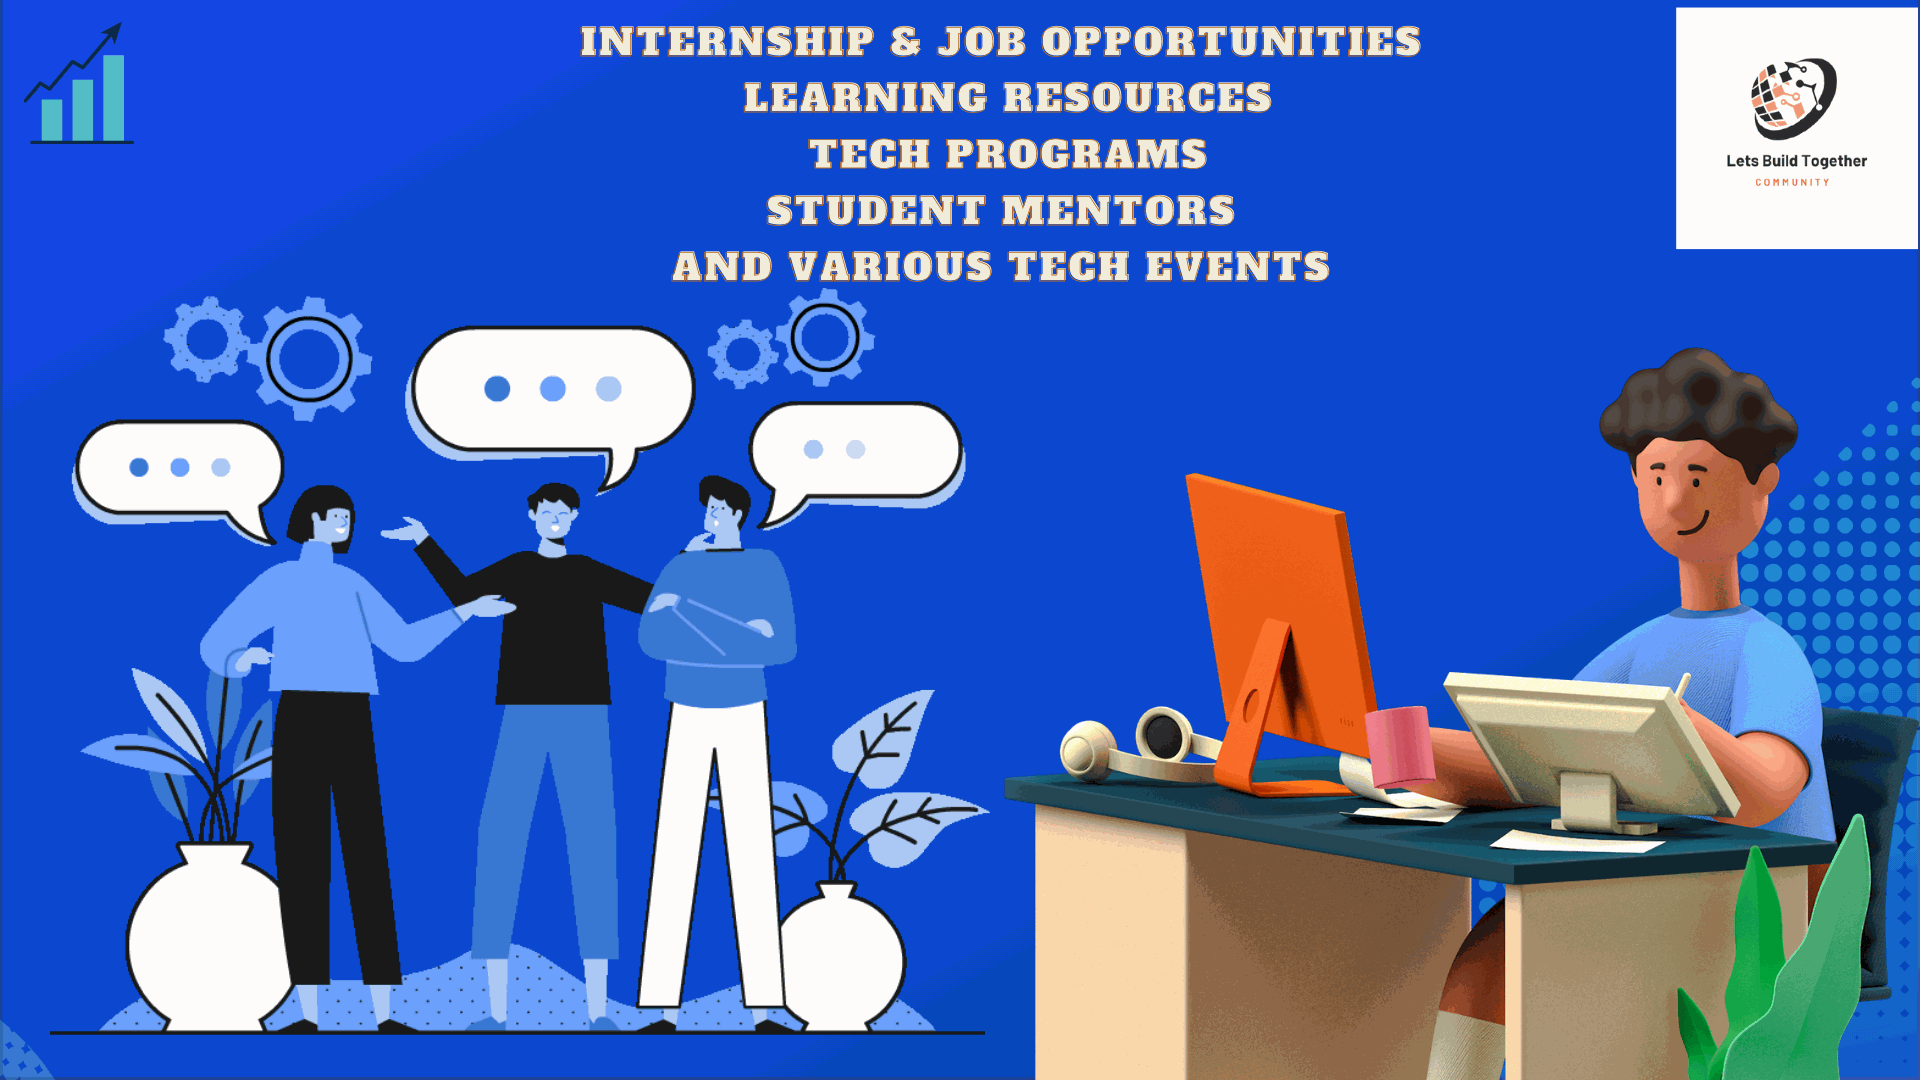 INTERNSHIP & JOB OPPORTUNITIES
LEARNING RESOURCES
TECH PROGRAMS
STUDENT MENTORS
AND VARIOUS TECH EVENTS
Lets Build Together
COMMUNITY